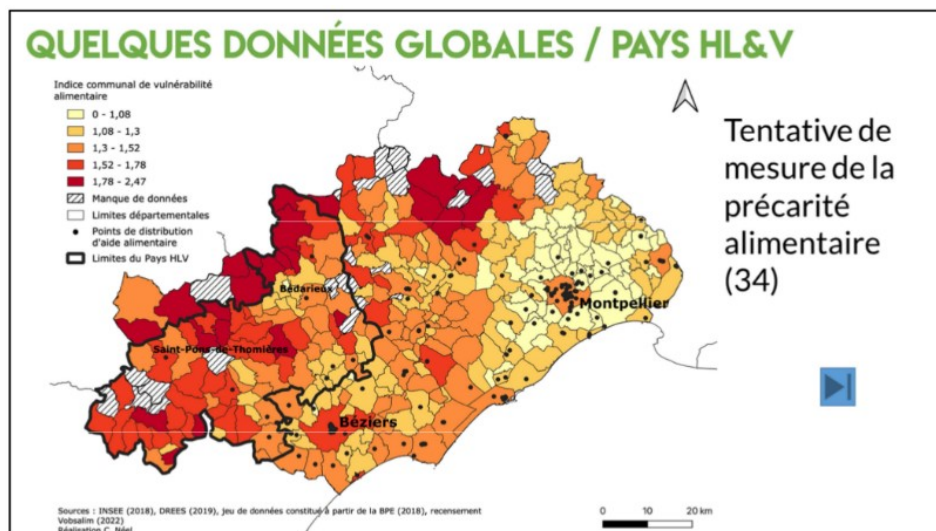 QUELQUES DONNÉES GLOBALES / PAYS HL&V
Indice communal de vulnérabilité
alimentaire
0 - 1,08
1,08 - 1,3
1,3 - 1,52
1,52 - 1,78
1,78 - 2,47
Manque de données
Limites départementales
Points de distribution
d'aide alimentaire
Limites du Pays HLV
Tentative de
mesure de la
précarité
alimentaire
(34)
Bédarieux
Montpellier
Saint-Pons-de-Thomières
Béziers
Sources : INSEE (2018), DREES (2019), jeu de données constitué à partir de la BPE (2018), recensement
Vobsalim (2022)
Réalisation C. Néel
0 10 20 km